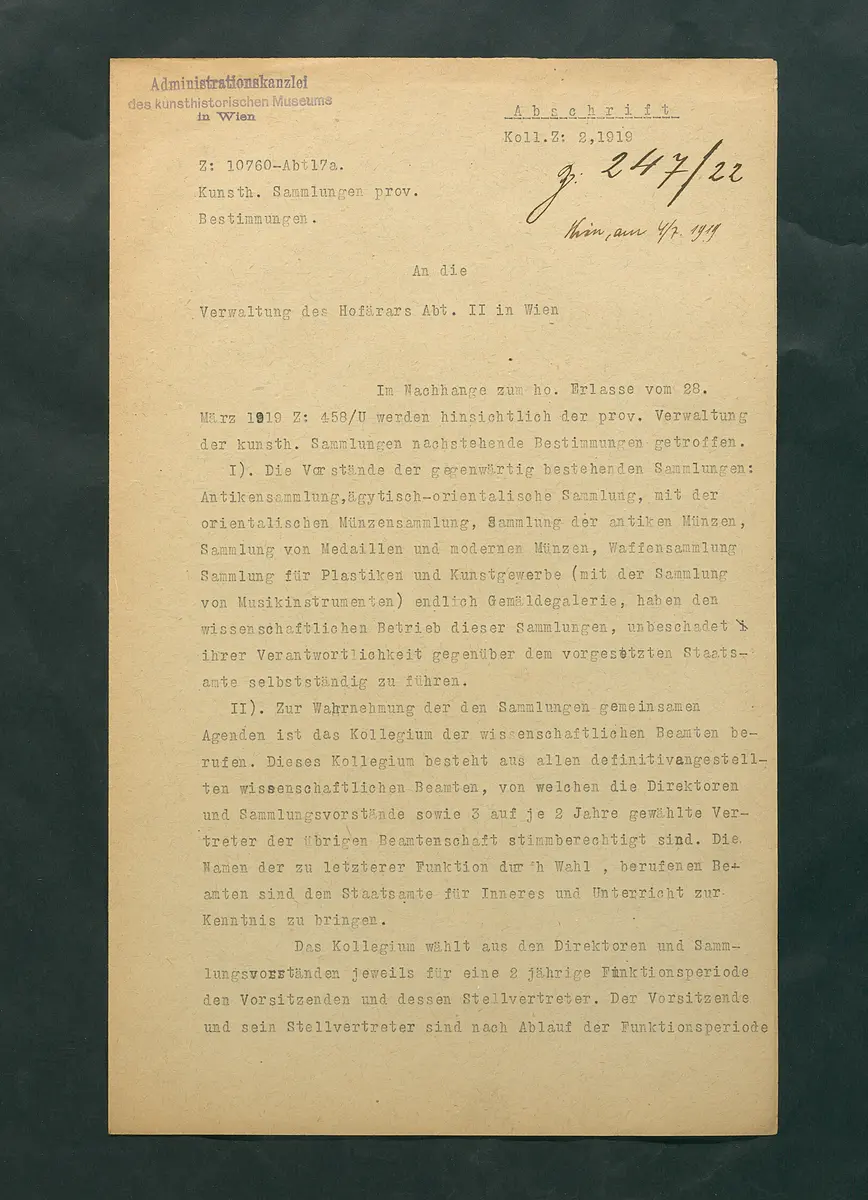 Administrationskanzlei
des kunsthistorischen Museums
in Wien
Abschrift
Koll.Z: 2,1919
Z: 10760-Abt17a.
247/22
Kunsth. Sammlungen prov.
Bestimmungen.
Wien, am 4/7. 1919
An die
Verwaltung des Hofärars Abt. II in Wien
Im Nachhange zum ho. Erlasse vom 28.
März 1919 Z: 458/U werden hinsichtlich der prov. Verwaltung
der kunsth. Sammlungen nachstehende Bestimmungen getroffen.
I). Die Vorstände der gegenwärtig bestehenden Sammlungen:
Antikensammlung,ägytisch-orientalische Sammlung, mit der
orientalischen Münzensammlung, Sammlung der antiken Münzen,
Sammlung von Medaillen und modernen Münzen, Waffensammlung
Sammlung für Plastiken und Kunstgewerbe (mit der Sammlung
von Musikinstrumenten) endlich Gemäldegalerie, haben den
wissenschaftlichen Betrieb dieser Sammlungen, unbeschadet
ihrer Verantwortlichkeit gegenüber dem vorgesetzten Staats-
amte selbstständig zu führen.
II). Zur Wahrnehmung der den Sammlungen gemeinsamen
Agenden ist das Kollegium der wissenschaftlichen Beamten be-
rufen. Dieses Kollegium besteht aus allen definitivangestell-
ten wissenschaftlichen Beamten, von welchen die Direktoren
und Sammlungsvorstände sowie 3 auf je 2 Jahre gewählte Ver-
treter der übrigen Beamtenschaft stimmberechtigt sind. Die
Namen der zu letzterer Funktion durch Wahl , berufenen Be-
amten sind dem Staatsamte für Inneres und Unterricht zur
Kenntnis zu bringen.
Das Kollegium wählt aus den Direktoren und Samm-
lungsvorständen jeweils für eine 2 jährige Funktionsperiode
den Vorsitzenden und dessen Stellvertreter. Der Vorsitzende
und sein Stellvertreter sind nach Ablauf der Funktionsperiode